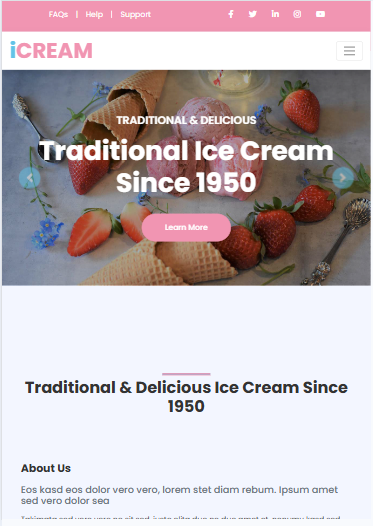 FAQs | Help | Support
iCREAM
TRADITIONAL & DELICIOUS
Traditional Ice Cream
Since 1950
Learn More
Traditional & Delicious Ice Cream Since
1950
About Us
Eos kasd eos dolor vero vero, lorem stet diam rebum. Ipsum amet
sed vero dolor sea